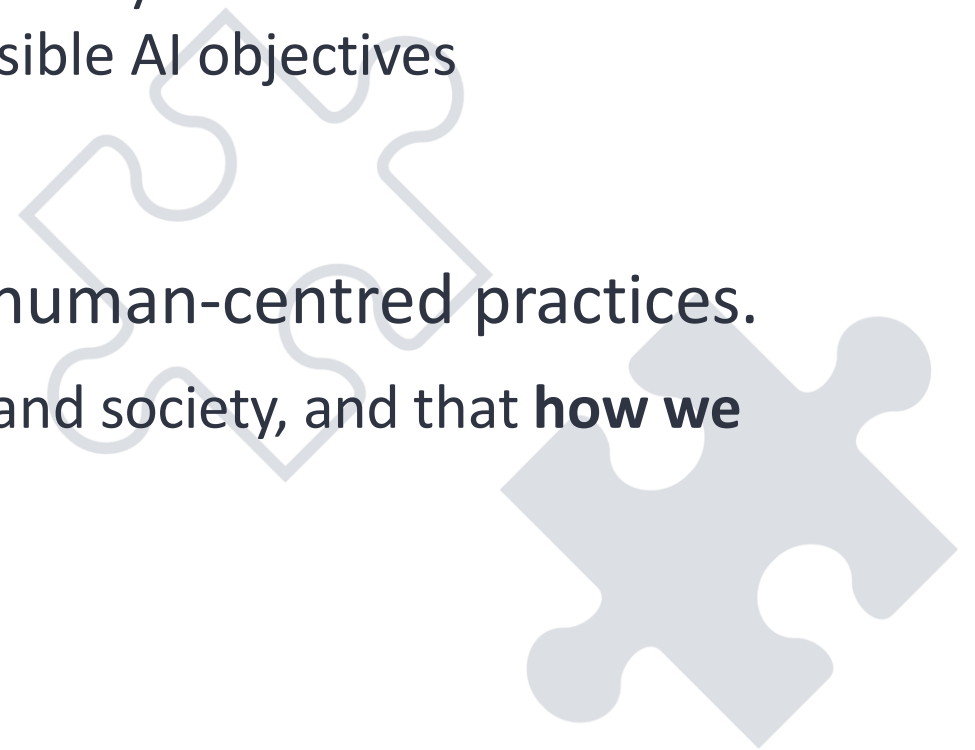 sible AI objectives
human-centred practices.
and society, and that how we